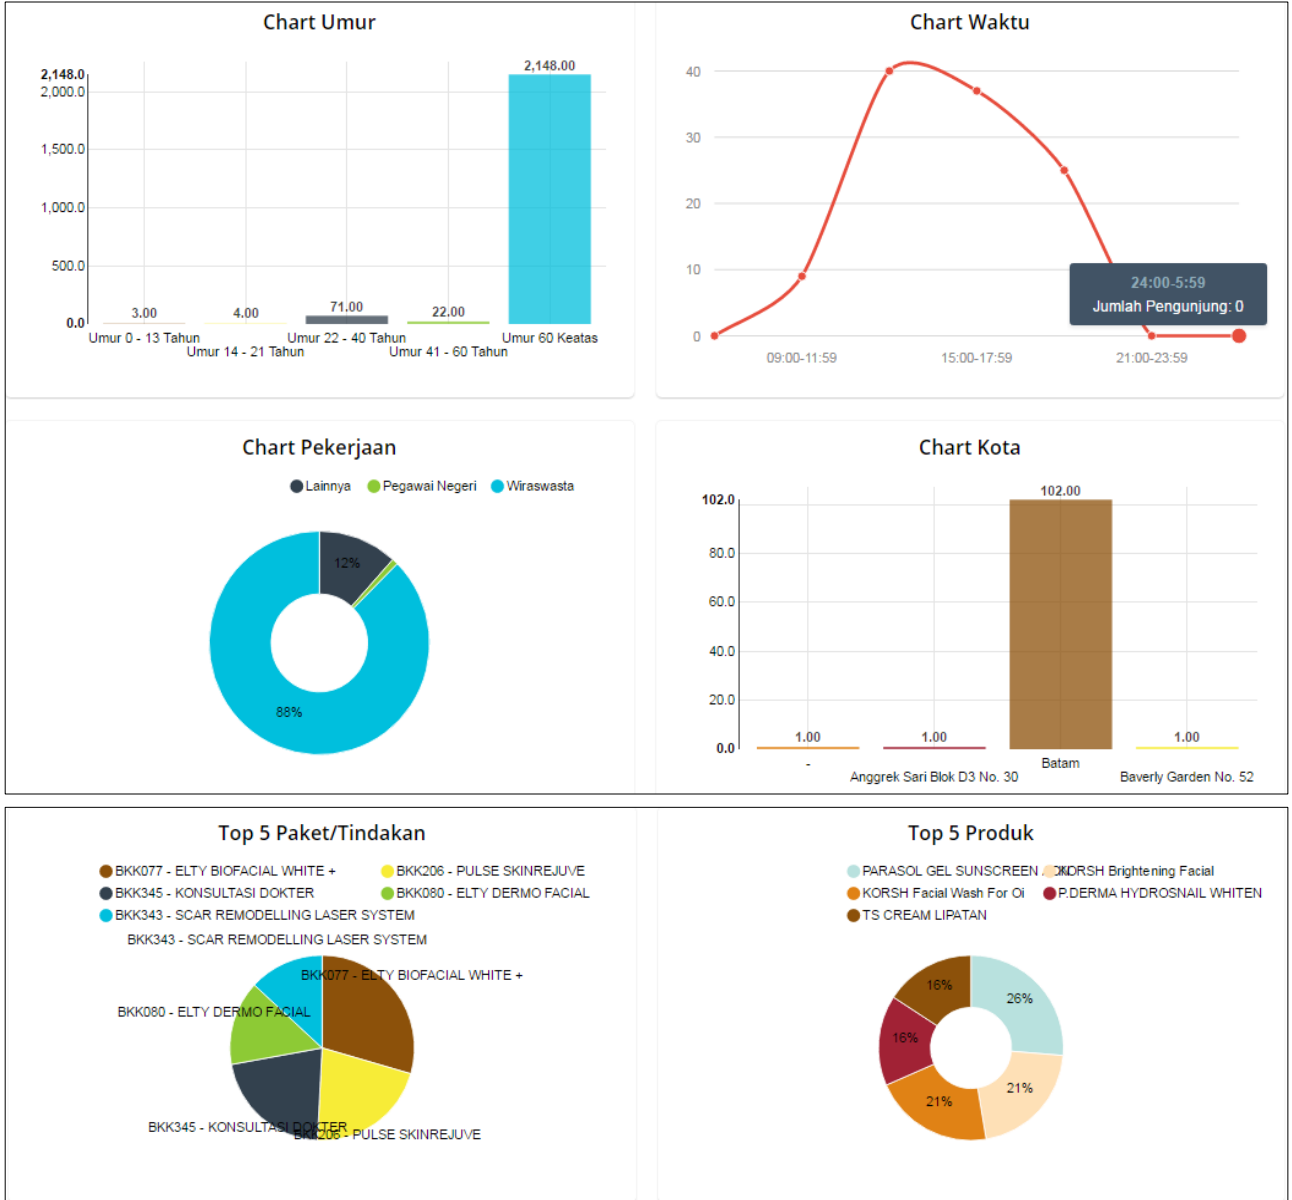 Chart Umur
2,148.0
2,000.0
1,500.0
1,000.0
500.0
0.0
3.00
4.00
71.00
22.00
2,148.00
Umur 0 - 13 Tahun
Umur 14 - 21 Tahun
Umur 22 - 40 Tahun
Umur 41 - 60 Tahun
Umur 60 Keatas
Chart Waktu
40
30
20
10
0
24:00-5:59
Jumlah Pengunjung: 0
09:00-11:59
15:00-17:59
21:00-23:59
Chart Pekerjaan
Lainnya
Pegawai Negeri
Wiraswasta
12%
88%
Chart Kota
102.0
80.0
60.0
40.0
20.0
0.0
1.00
1.00
102.00
1.00
-
Anggrek Sari Blok D3 No. 30
Batam
Baverly Garden No. 52
Top 5 Paket/Tindakan
BKK077 - ELTY BIOFACIAL WHITE +
BKK206 - PULSE SKINREJUVE
BKK345 - KONSULTASI DOKTER
BKK080 - ELTY DERMO FACIAL
BKK343 - SCAR REMODELLING LASER SYSTEM
BKK343 - SCAR REMODELLING LASER SYSTEM
BKK077 - ELTY BIOFACIAL WHITE +
BKK080 - ELTY DERMO FACIAL
BKK345 - KONSULTASI DOKTER
BKK206 - PULSE SKINREJUVE
Top 5 Produk
PARASOL GEL SUNSCREEN
KORSH Brightening Facial
KORSH Facial Wash For Oi
P.DERMA HYDROSNAIL WHITEN
TS CREAM LIPATAN
16%
26%
16%
21%
21%